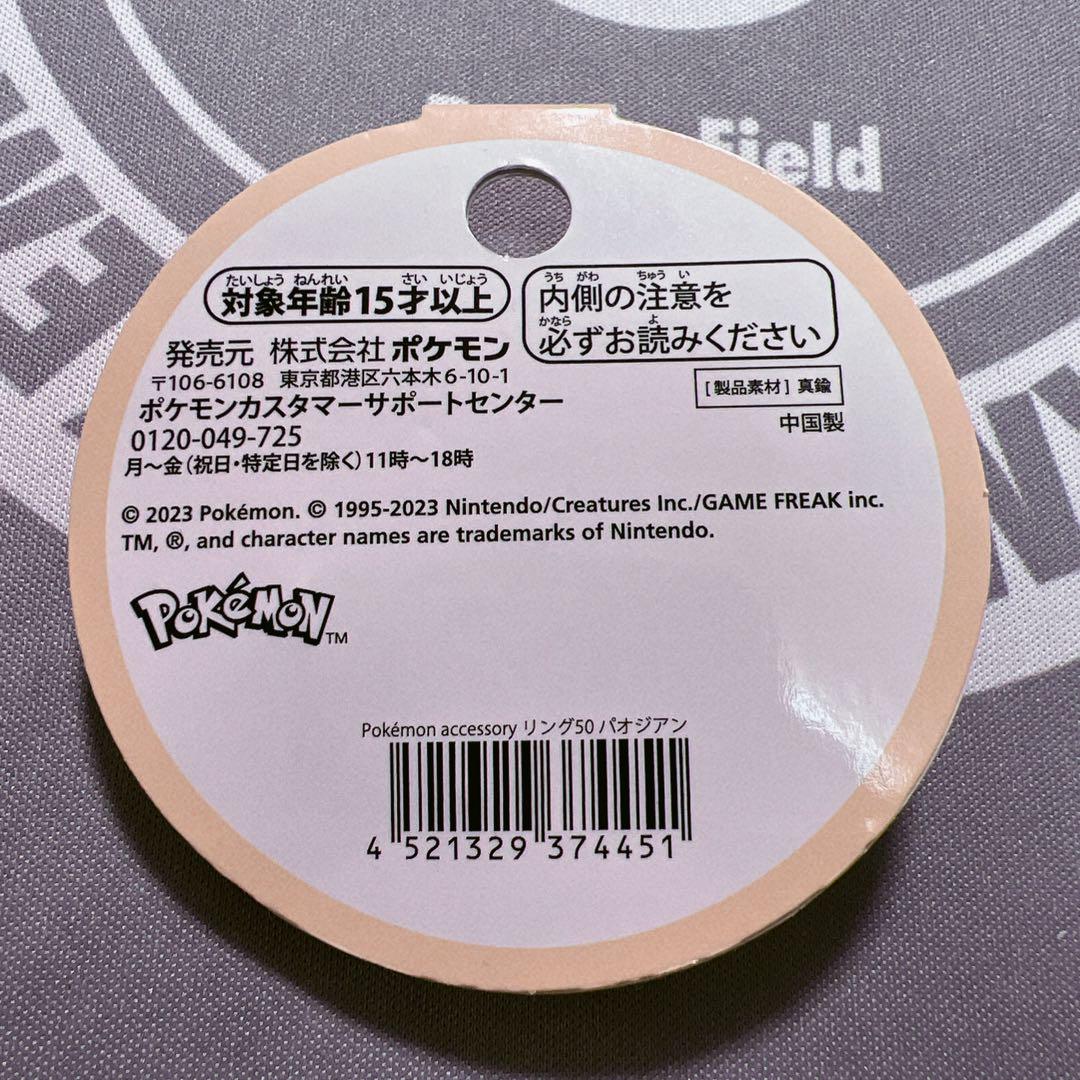 Field
たいしょう ねんれい さい いじょう
対象年齢15才以上
うち がわ ちゅう い
内側の注意を
かなら よ
必ずお読みください
発売元 株式会社 ポケモン
〒106-6108 東京都港区六本木6-10-1
ポケモンカスタマーサポートセンター
0120-049-725
月〜金(祝日・特定日を除く)11時〜18時
[製品素材] 真鍮
中国製
© 2023 Pokémon. © 1995-2023 Nintendo/Creatures Inc./GAME FREAK inc.
TM, ®, and character names are trademarks of Nintendo.
POKéMON TM
Pokémon accessory リング50 パオジアン
4 521329 374451